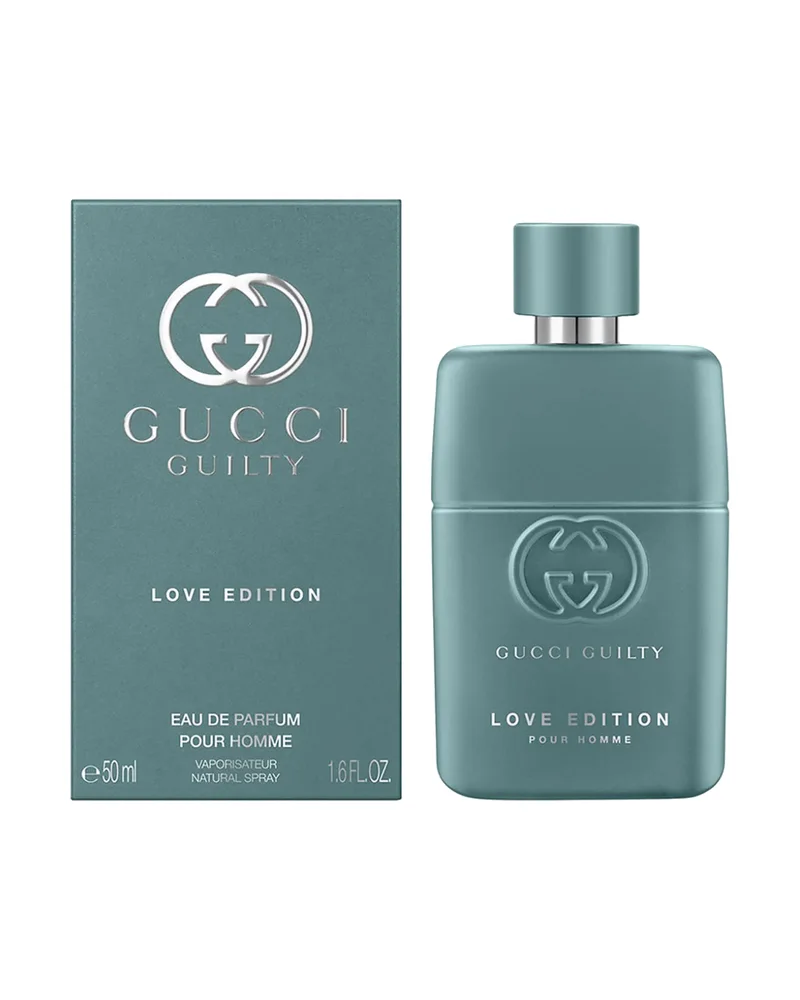 GUCCI
GUILTY
LOVE EDITION
EAU DE PARFUM
POUR HOMME
VAPORISATEUR
NATURAL SPRAY
℮50 ml
1.6 FL.OZ.
GUCCI GUILTY
LOVE EDITION
POUR HOMME